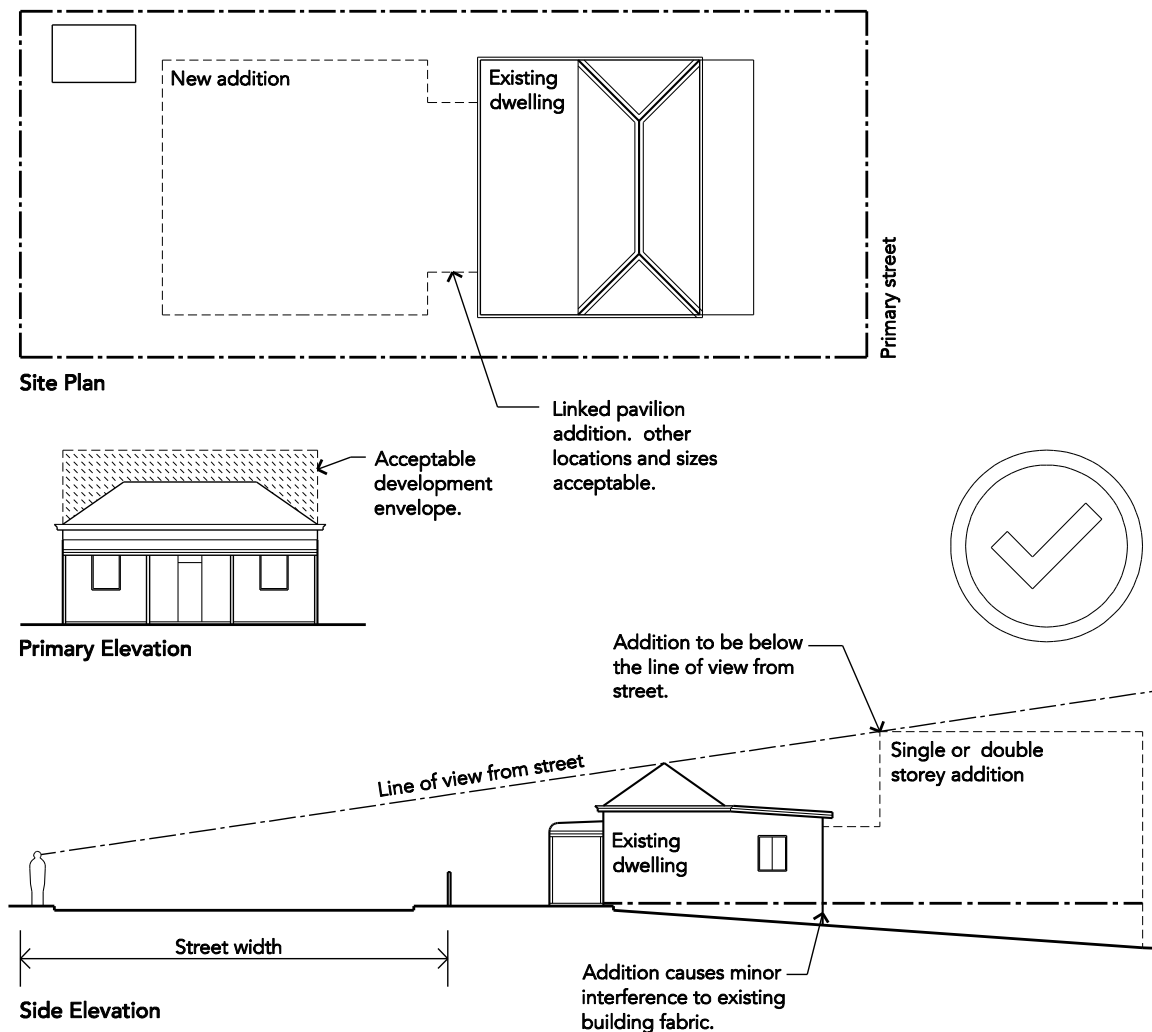 New addition
Existing
dwelling
Primary street
Site Plan
Linked pavilion
addition.  other
locations and sizes
acceptable.
Acceptable
development
envelope.
Primary Elevation
Addition to be below
the line of view from
street.
Line of view from street
Single or  double
storey addition
Existing
dwelling
Street width
Addition causes minor
interference to existing
building fabric.
Side Elevation